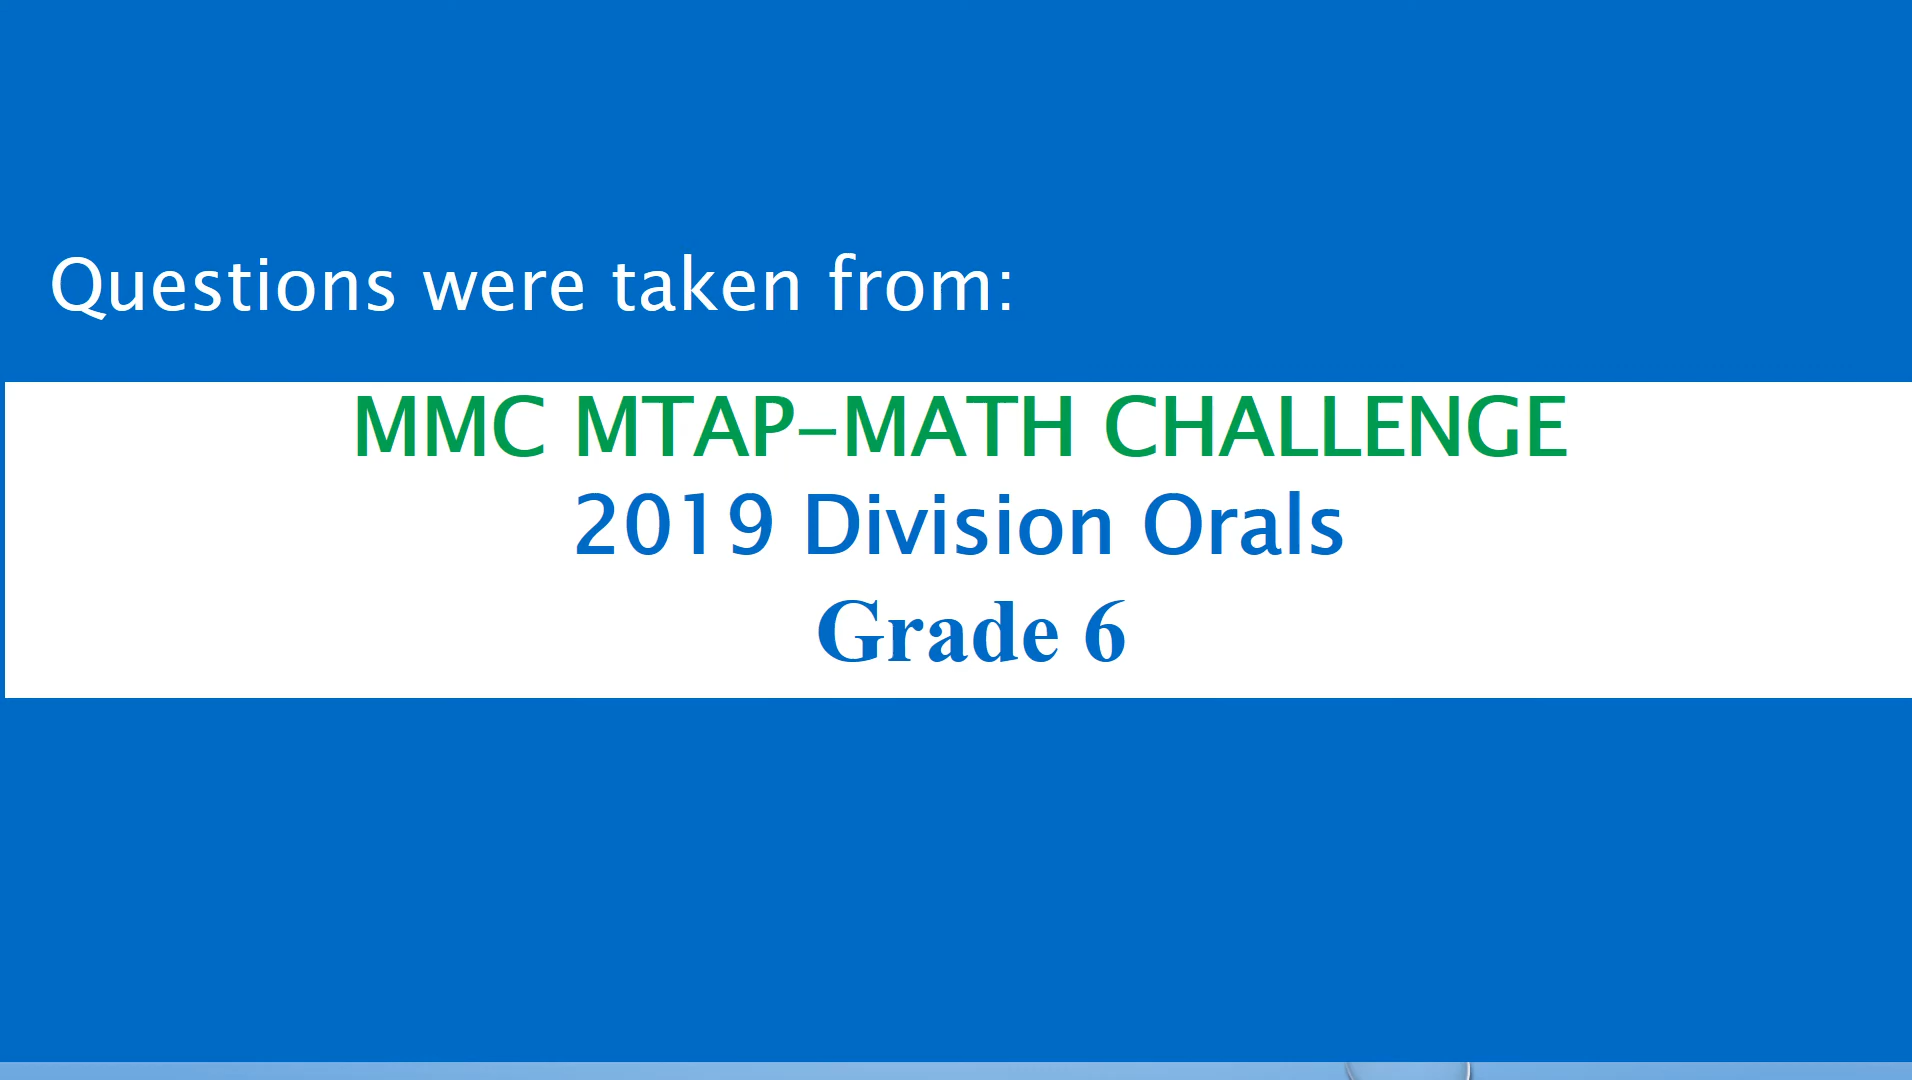 Questions were taken from:
MMC MTAP-MATH CHALLENGE
2019 Division Orals
Grade 6